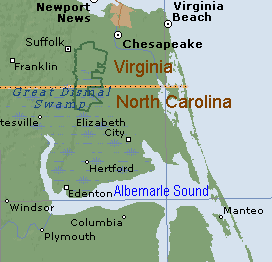 Newport
News
Virginia
Beach
Suffolk
Chesapeake
Franklin
Virginia
Great Dismal
Swamp
North Carolina
tesville
Elizabeth
City
Hertford
Edenton
Albemarle Sound
Windsor
Columbia
Manteo
Plymouth